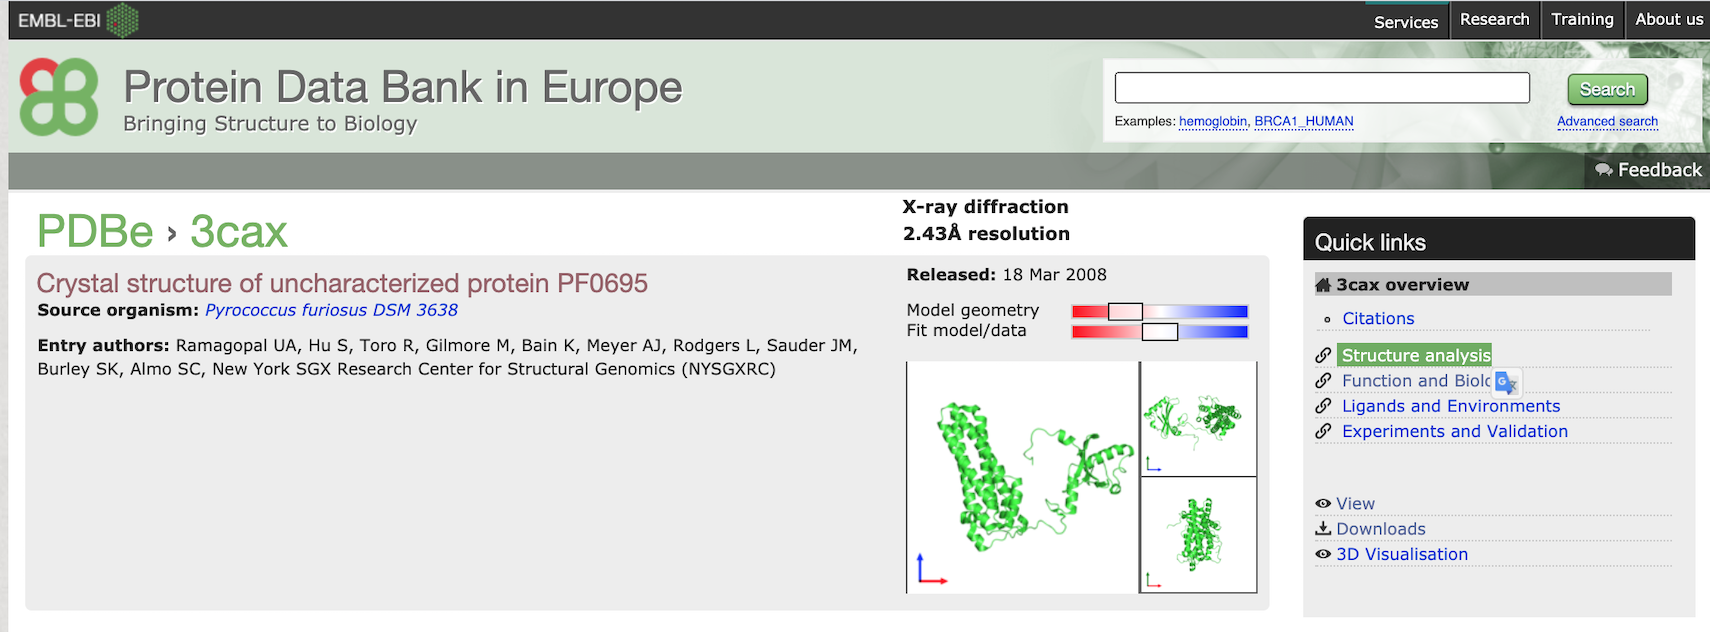 EMBL-EBI
Services
Research
Training
About us
Protein Data Bank in Europe
Bringing Structure to Biology
Search
Examples: hemoglobin, BRCA1_HUMAN
Advanced search
Feedback
PDBe › 3cax
X-ray diffraction
2.43Å resolution
Crystal structure of uncharacterized protein PF0695
Source organism: Pyrococcus furiosus DSM 3638
Entry authors: Ramagopal UA, Hu S, Toro R, Gilmore M, Bain K, Meyer AJ, Rodgers L, Sauder JM,
Burley SK, Almo SC, New York SGX Research Center for Structural Genomics (NYSGXRC)
Released: 18 Mar 2008
Model geometry
Fit model/data
Quick links
3cax overview
Citations
Structure analysis
Function and Biolo
Ligands and Environments
Experiments and Validation
View
Downloads
3D Visualisation